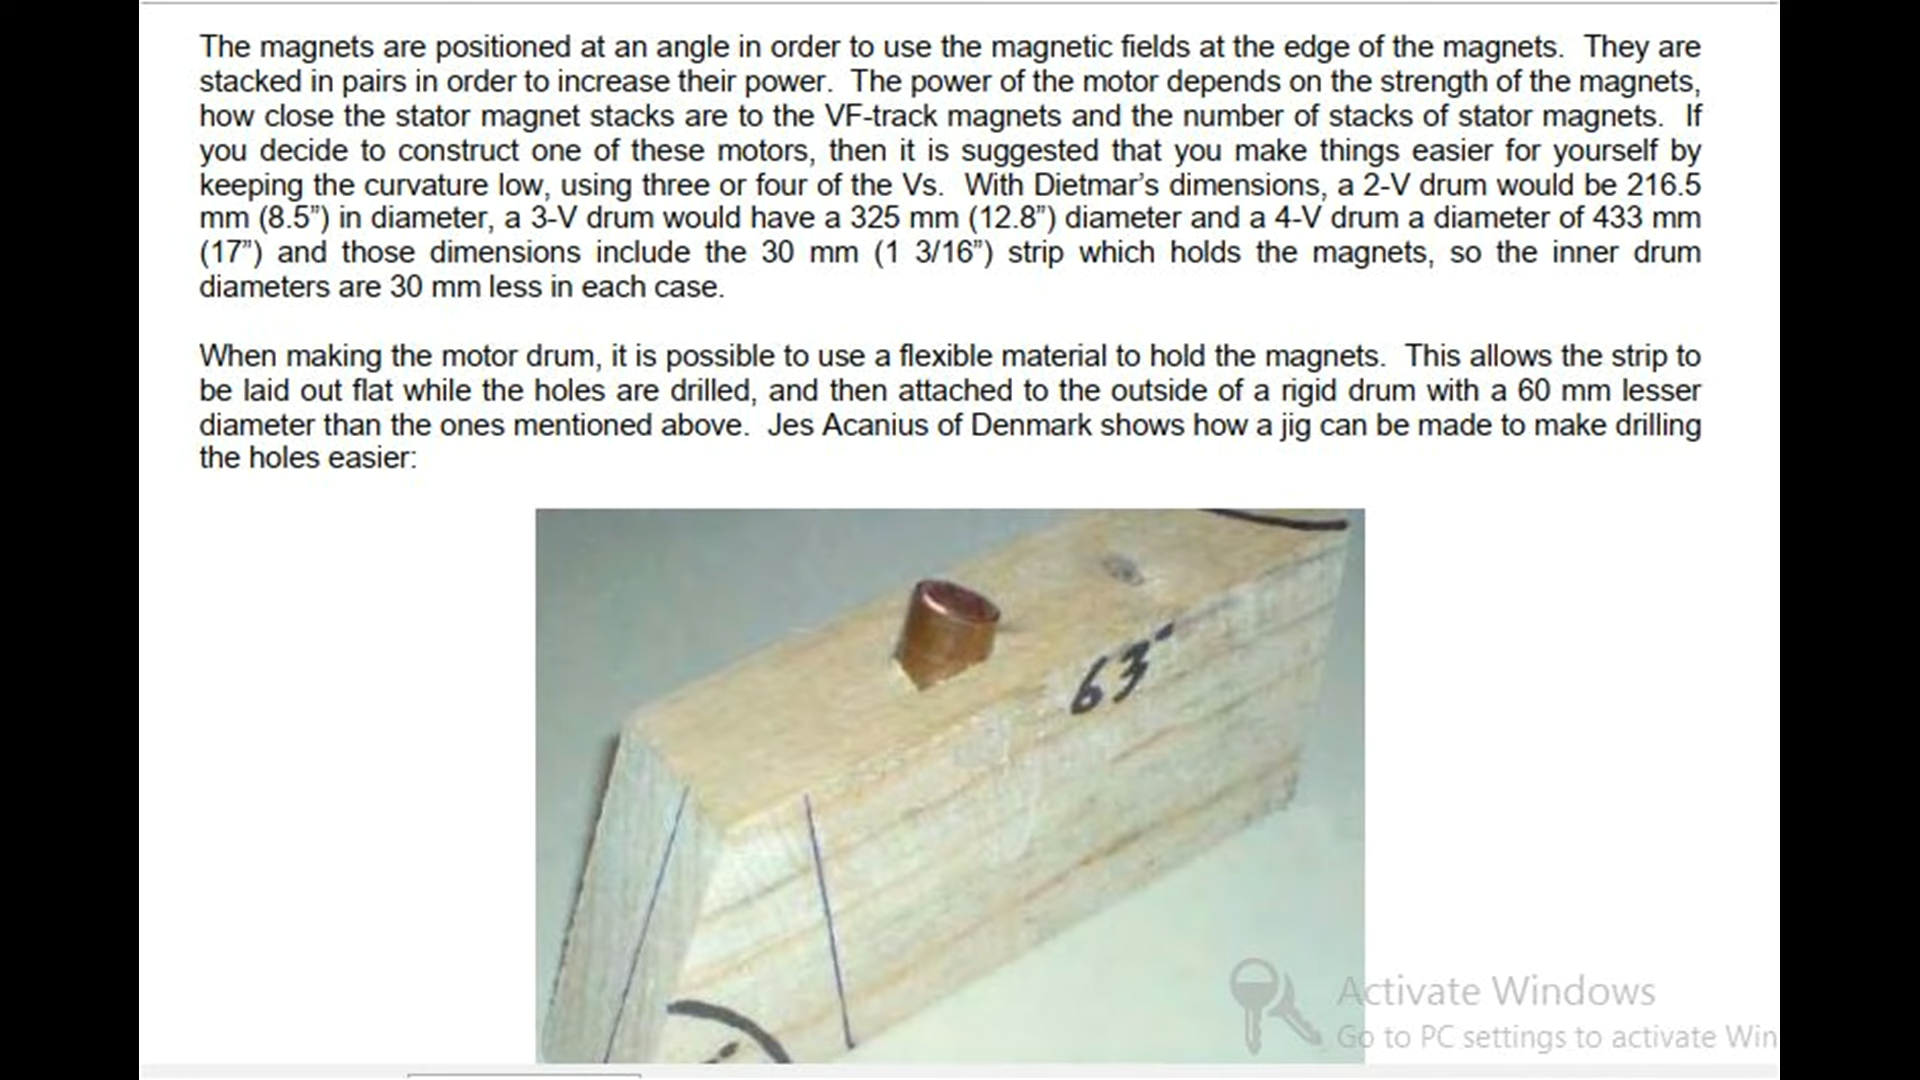 The magnets are positioned at an angle in order to use the magnetic fields at the edge of the magnets. They are
stacked in pairs in order to increase their power. The power of the motor depends on the strength of the magnets,
how close the stator magnet stacks are to the VF-track magnets and the number of stacks of stator magnets. If
you decide to construct one of these motors, then it is suggested that you make things easier for yourself by
keeping the curvature low, using three or four of the Vs. With Dietmar’s dimensions, a 2-V drum would be 216.5
mm (8.5”) in diameter, a 3-V drum would have a 325 mm (12.8”) diameter and a 4-V drum a diameter of 433 mm
(17”) and those dimensions include the 30 mm (1 3/16”) strip which holds the magnets, so the inner drum
diameters are 30 mm less in each case.
When making the motor drum, it is possible to use a flexible material to hold the magnets. This allows the strip to
be laid out flat while the holes are drilled, and then attached to the outside of a rigid drum with a 60 mm lesser
diameter than the ones mentioned above. Jes Acanius of Denmark shows how a jig can be made to make drilling
the holes easier:
63
Activate Windows
Go to PC settings to activate Win